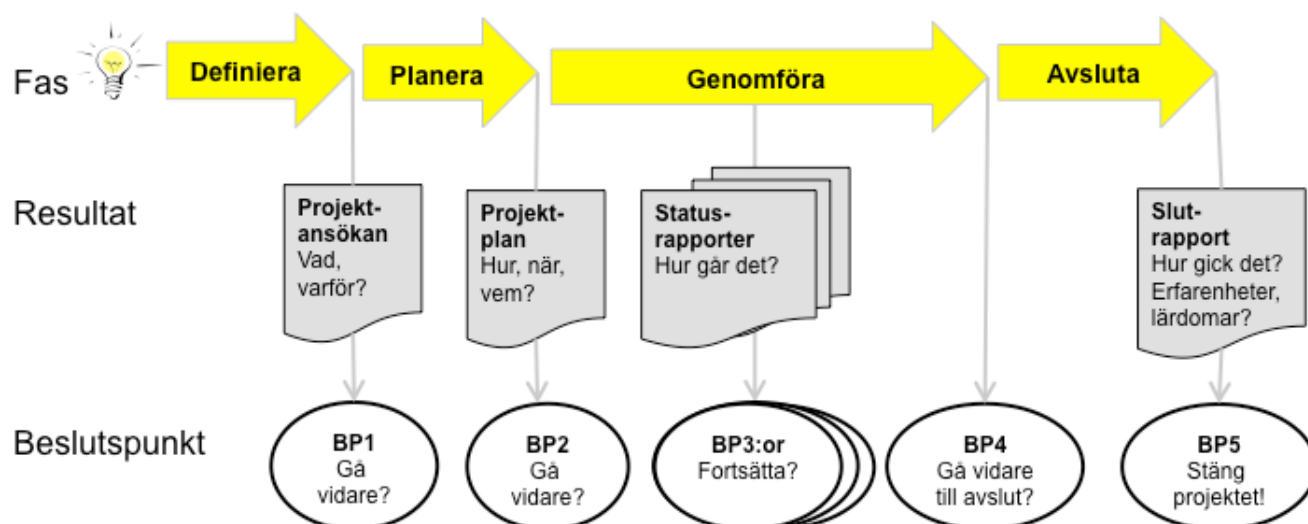 Fas
Definiera
Planera
Genomföra
Avsluta
Resultat
Projekt-
ansökan
Vad,
varför?
Projekt-
plan
Hur, när,
vem?
Status-
rapporter
Hur går det?
Slut-
rapport
Hur gick det?
Erfarenheter,
lärdomar?
Beslutspunkt
BP1
Gå
vidare?
BP2
Gå
vidare?
BP3:or
Fortsätta?
BP4
Gå vidare
till avslut?
BP5
Stäng
projektet!